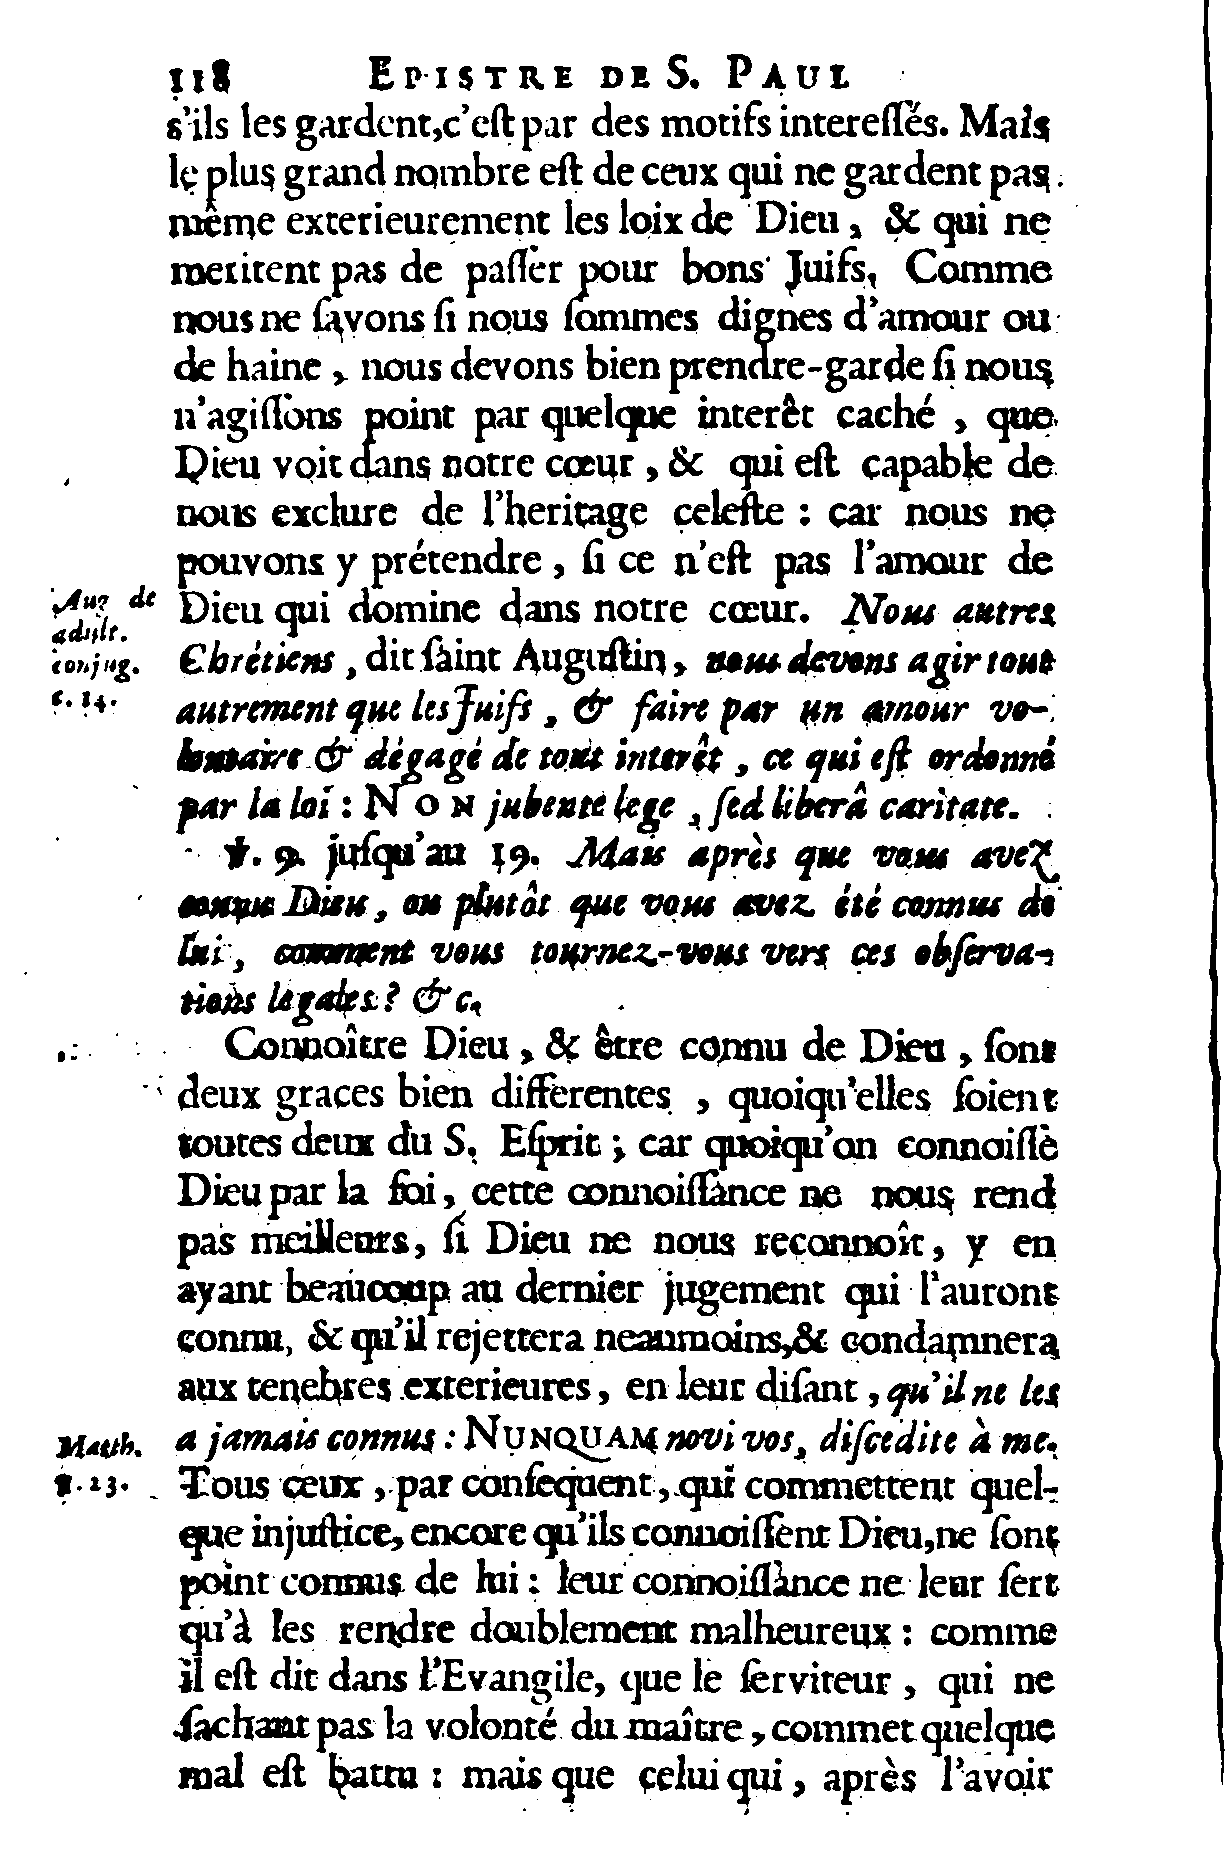 118 EPISTRE DE S. PAUL
s'ils les gardent, c'eſt par des motifs intereſſés. Mais
le plus grand nombre eſt de ceux qui ne gardent pas
même exterieurement les loix de Dieu, & qui ne
meritent pas de paſſer pour bons Juifs, Comme
nous ne ſavons ſi nous ſommes dignes d'amour ou
de haine, nous devons bien prendre-garde ſi nous
n'agiſſons point par quelque interêt caché, que
Dieu voit dans notre cœur, & qui eſt capable de
nous exclure de l'heritage celeſte : car nous ne
pouvons y prétendre, ſi ce n'eſt pas l'amour de
Dieu qui domine dans notre cœur. Nous autres
Aug de
adult.
conjug.
c. 14.
Chrétiens, dit ſaint Auguſtin, nous devons agir tout
autrement que les Juifs, & faire par un amour vo-
lontaire & dégagé de tout interêt, ce qui eſt ordonné
par la loi : NON jubente lege, ſed liberâ caritate.
℣. 9. juſqu'au 19. Mais après que vous avez
connu Dieu, ou plutôt que vous avez été connus de
lui, comment vous tournez-vous vers ces obſerva-
tions legales? & c.
Connoître Dieu, & être connu de Dieu, ſont
deux graces bien differentes, quoiqu'elles ſoient
toutes deux du S. Eſprit ; car quoiqu'on connoiſſe
Dieu par la foi, cette connoiſſance ne nous rend
pas meilleurs, ſi Dieu ne nous reconnoît, y en
ayant beaucoup au dernier jugement qui l'auront
connu, & qu'il rejettera neaumoins, & condamnera
aux tenebres exterieures, en leur diſant, qu'il ne les
a jamais connus : NUNQUAM novi vos, diſcedite à me.
Matth.
7. 23.
Tous ceux, par conſequent, qui commettent quel-
que injuſtice, encore qu'ils connoiſſent Dieu, ne ſont
point connus de lui : leur connoiſſance ne leur ſert
qu'à les rendre doublement malheureux : comme
il eſt dit dans l'Evangile, que le ſerviteur, qui ne
ſachant pas la volonté du maître, commet quelque
mal eſt battu : mais que celui qui, après l'avoir